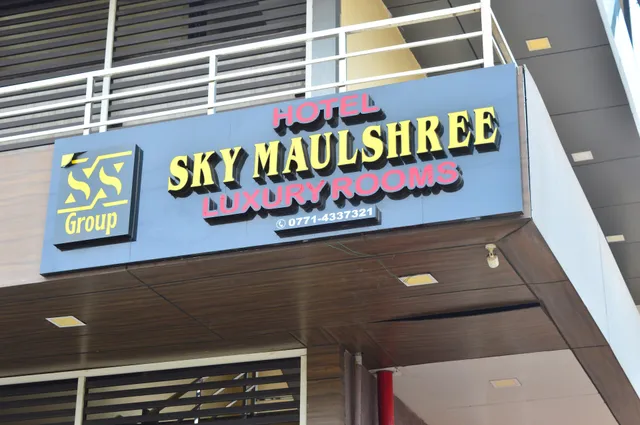 SS
Group
HOTEL
SKY MAULSHREE
LUXURY ROOMS
0771-4337321